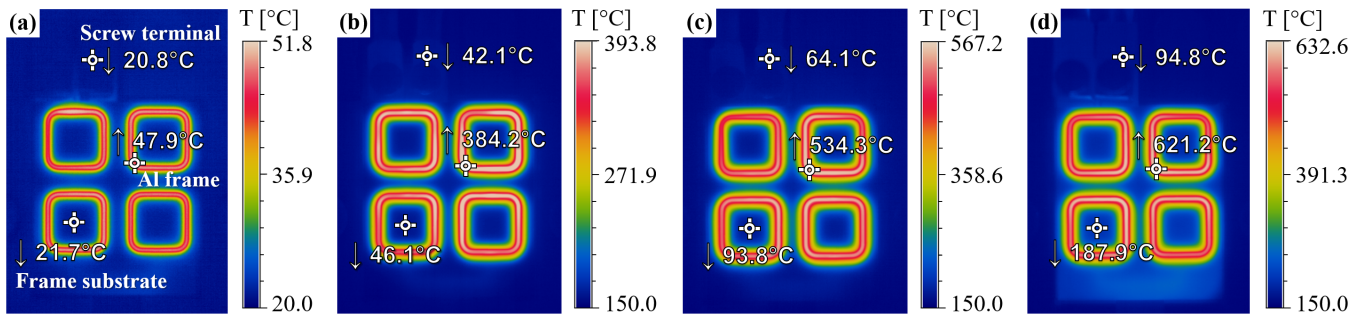 (a)
Screw terminal
↓ 20.8°C
↑ 47.9°C
Al frame
↓ 21.7°C
Frame substrate
T [°C]
51.8
35.9
20.0
(b)
↓ 42.1°C
↑ 384.2°C
↓ 46.1°C
T [°C]
393.8
271.9
150.0
(c)
↓ 64.1°C
↑ 534.3°C
↓ 93.8°C
T [°C]
567.2
358.6
150.0
(d)
↓ 94.8°C
↑ 621.2°C
↓ 187.9°C
T [°C]
632.6
391.3
150.0